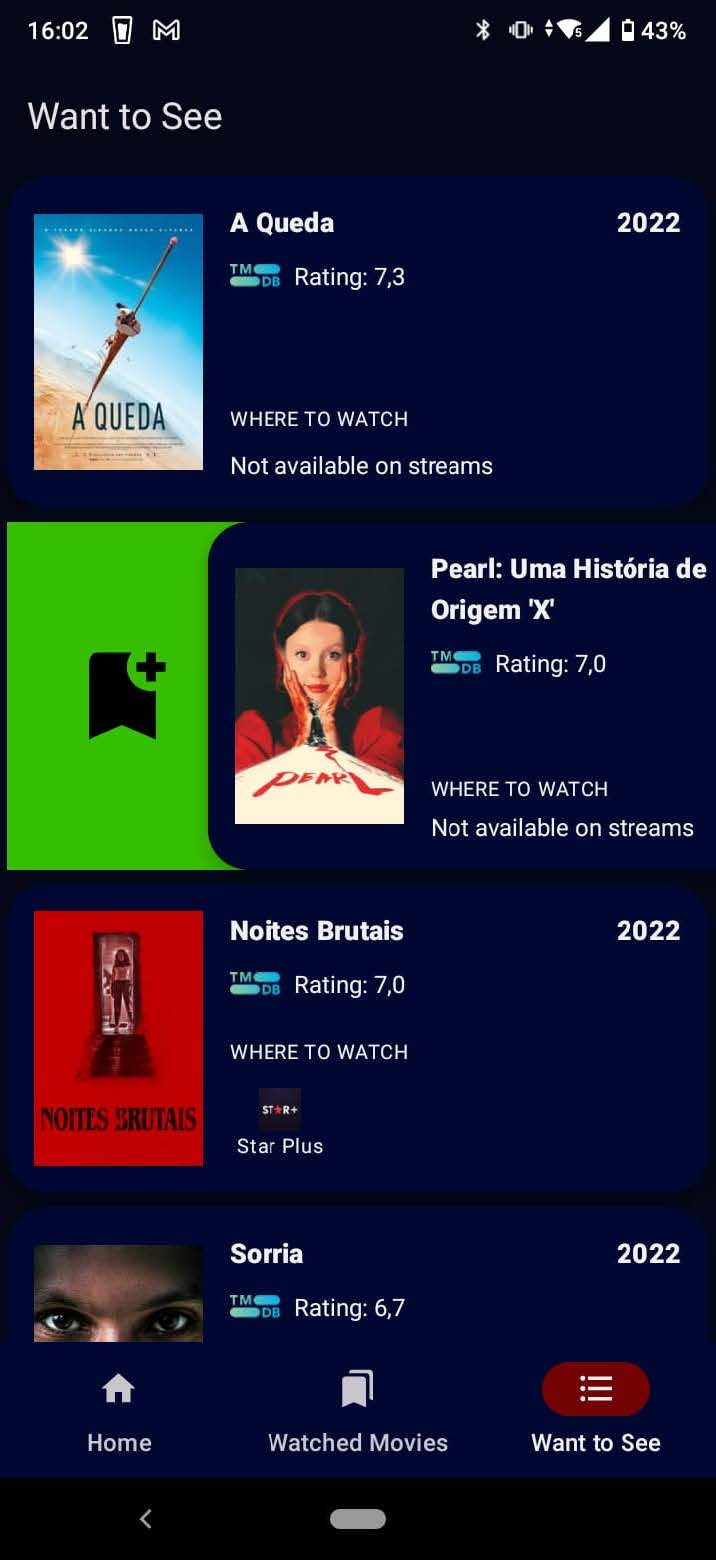 16:02
5
43%
Want to See
A QUEDA
A Queda
2022
TMDB
Rating: 7,3
WHERE TO WATCH
Not available on streams
PEARL
Pearl: Uma História de
Origem 'X'
TMDB
Rating: 7,0
WHERE TO WATCH
Not available on streams
NOITES BRUTAIS
Noites Brutais
2022
TMDB
Rating: 7,0
WHERE TO WATCH
ST★R+
Star Plus
Sorria
2022
TMDB
Rating: 6,7
Home
Watched Movies
Want to See